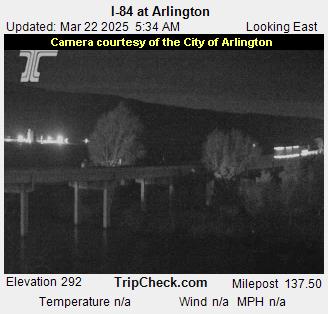 I-84 at Arlington
Updated: Mar 22 2025 5:34 AM Looking East
Camera courtesy of the City of Arlington
Elevation 292 TripCheck.com Milepost 137.50
Temperature n/a Wind n/a MPH n/a